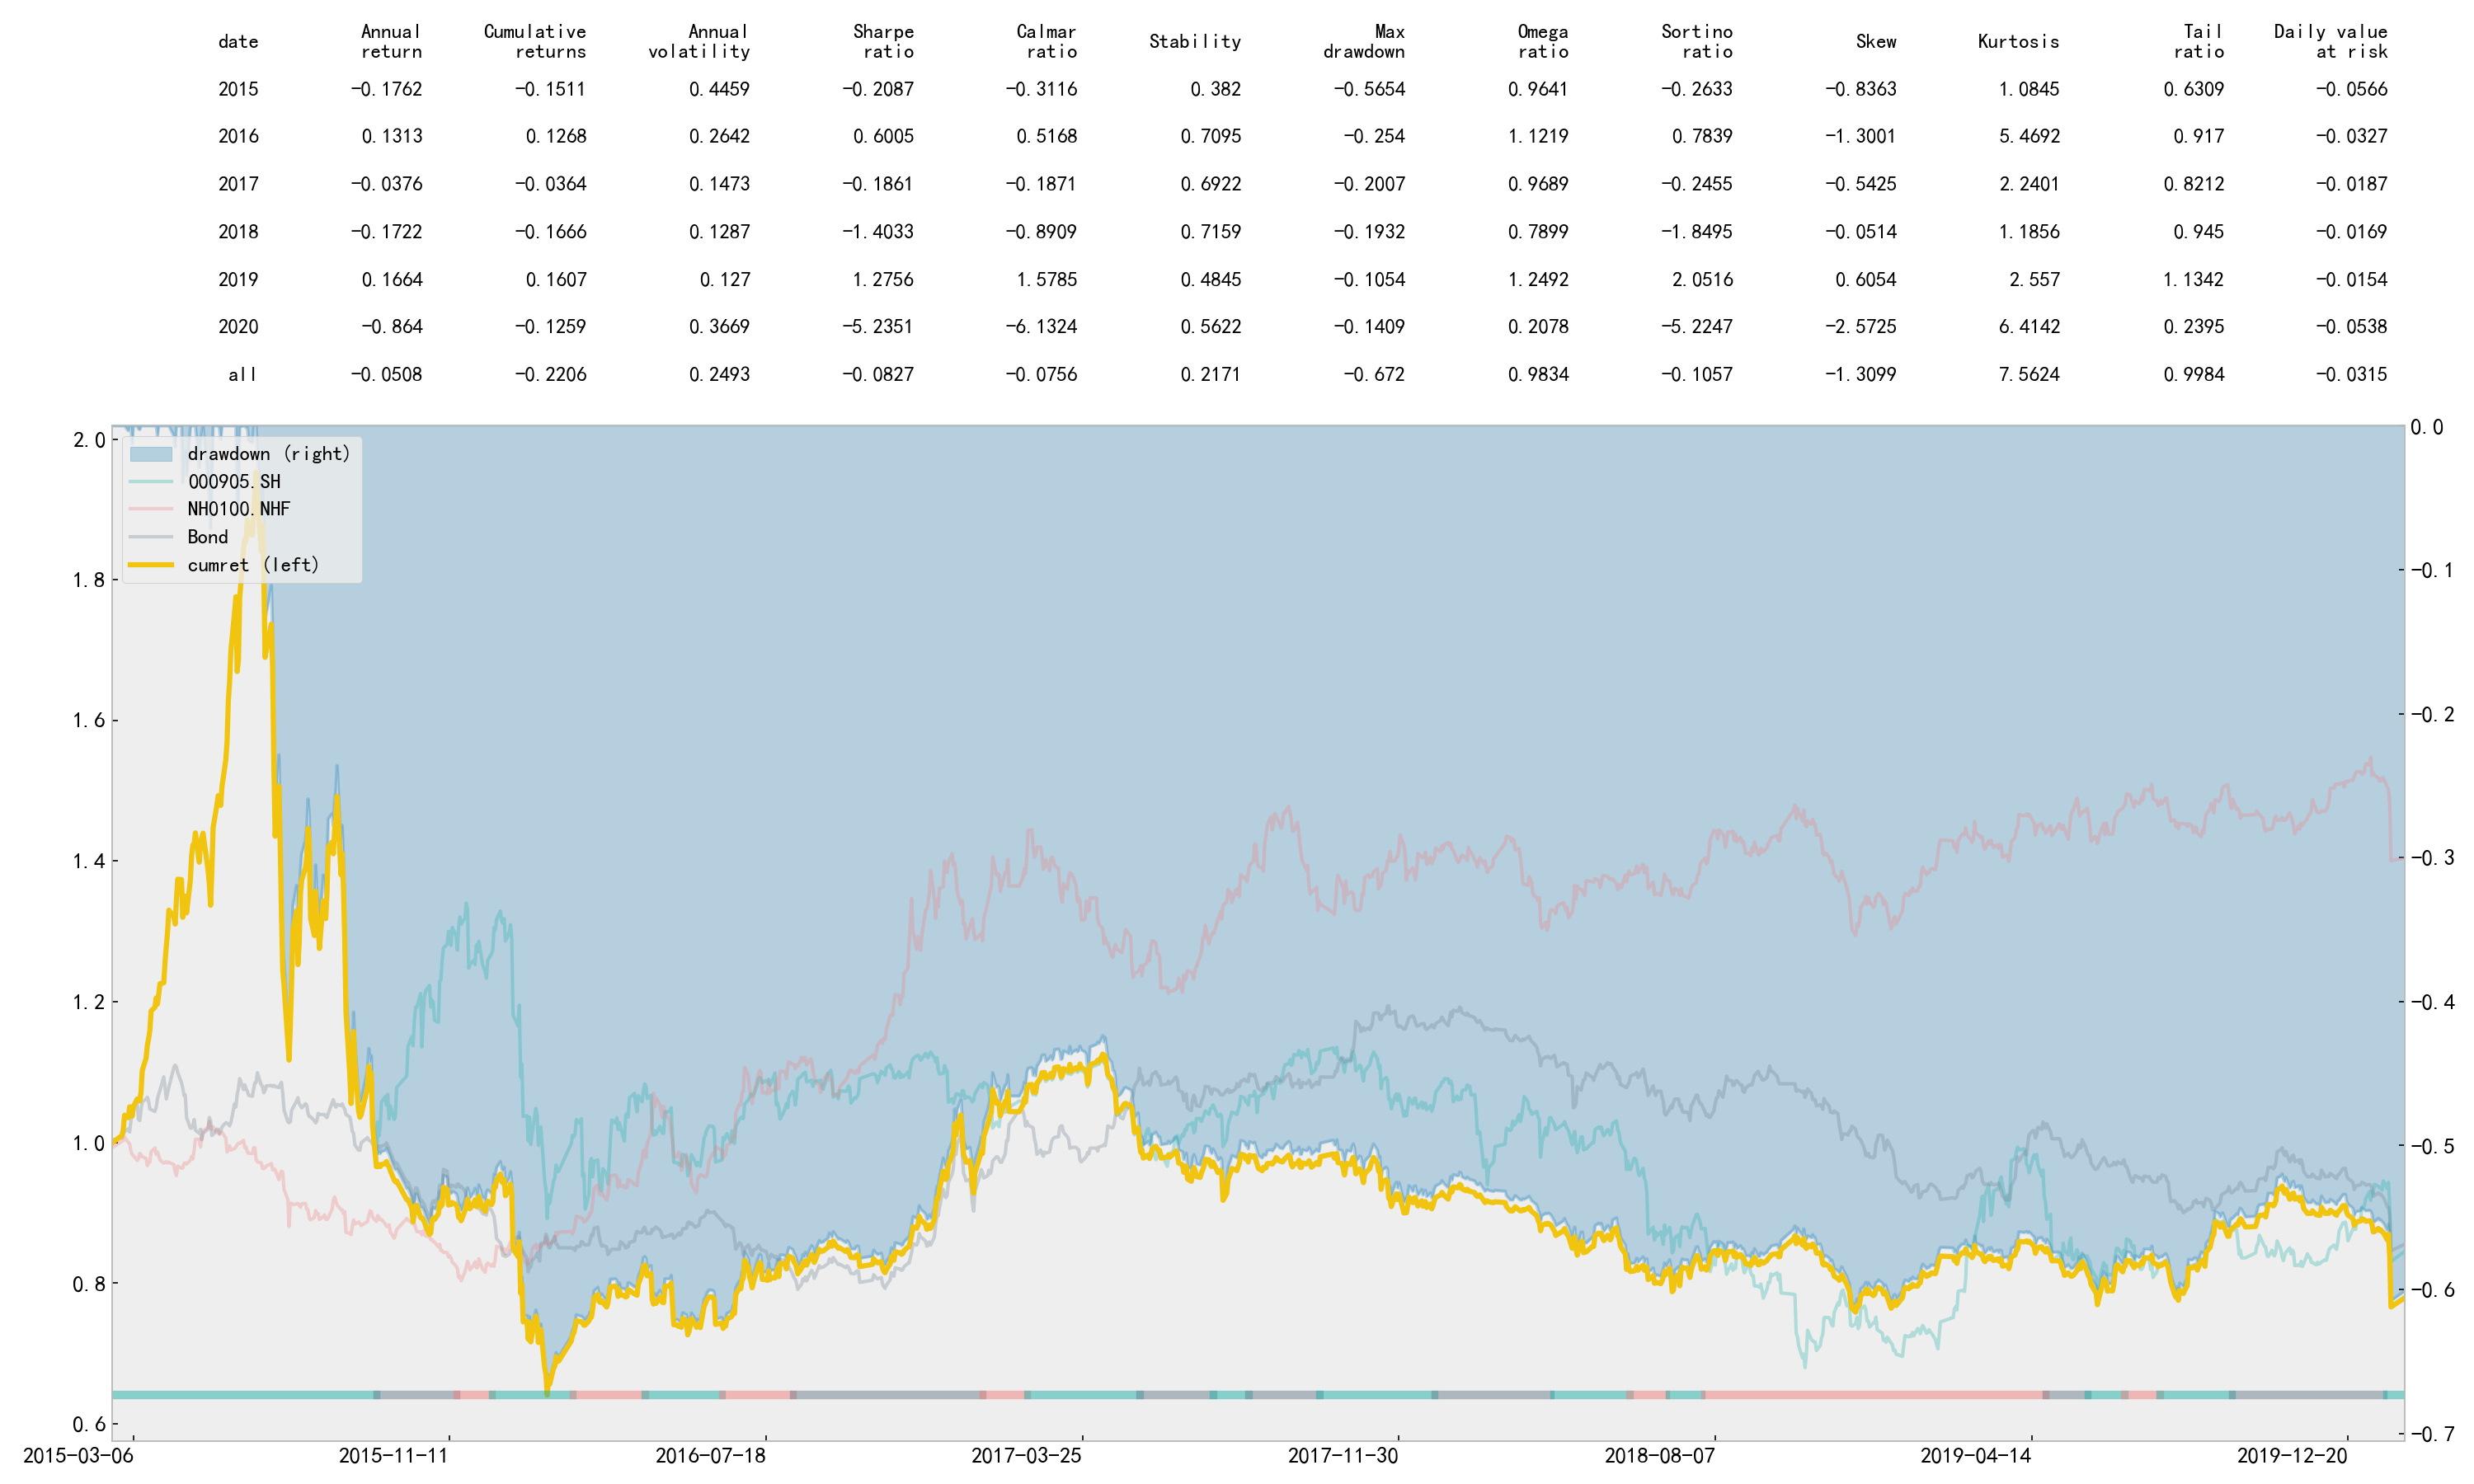 date Annual return Cumulative returns Annual volatility Sharpe ratio Calmar ratio Stability Max drawdown Omega ratio Sortino ratio Skew Kurtosis Tail ratio Daily value at risk
2015 -0.1762 -0.1511 0.4459 -0.2087 -0.3116 0.382 -0.5654 0.9641 -0.2633 -0.8363 1.0845 0.6309 -0.0566
2016 0.1313 0.1268 0.2642 0.6005 0.5168 0.7095 -0.254 1.1219 0.7839 -1.3001 5.4692 0.917 -0.0327
2017 -0.0376 -0.0364 0.1473 -0.1861 -0.1871 0.6922 -0.2007 0.9689 -0.2455 -0.5425 2.2401 0.8212 -0.0187
2018 -0.1722 -0.1666 0.1287 -1.4033 -0.8909 0.7159 -0.1932 0.7899 -1.8495 -0.0514 1.1856 0.945 -0.0169
2019 0.1664 0.1607 0.127 1.2756 1.5785 0.4845 -0.1054 1.2492 2.0516 0.6054 2.557 1.1342 -0.0154
2020 -0.864 -0.1259 0.3669 -5.2351 -6.1324 0.5622 -0.1409 0.2078 -5.2247 -2.5725 6.4142 0.2395 -0.0538
all -0.0508 -0.2206 0.2493 -0.0827 -0.0756 0.2171 -0.672 0.9834 -0.1057 -1.3099 7.5624 0.9984 -0.0315
drawdown (right)
000905.SH
NH0100.NHF
Bond
cumret (left)
2.0
1.8
1.6
1.4
1.2
1.0
0.8
0.6
0.0
-0.1
-0.2
-0.3
-0.4
-0.5
-0.6
-0.7
2015-03-06 2015-11-11 2016-07-18 2017-03-25 2017-11-30 2018-08-07 2019-04-14 2019-12-20